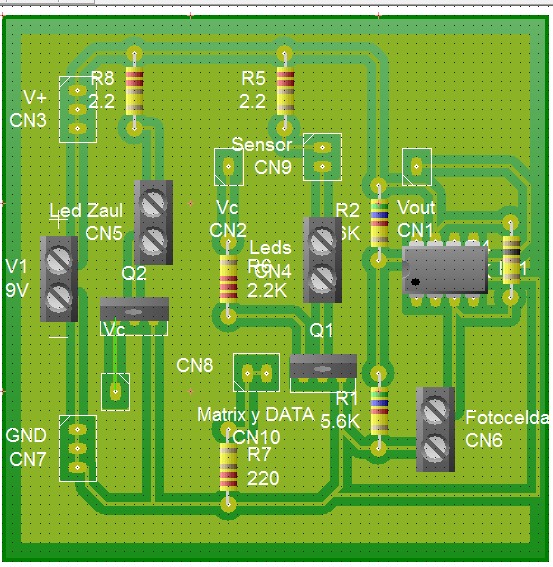 R8
2.2
R5
2.2
V+
CN3
Sensor
CN9
Led Zaul
CN5
Vc
CN2
R2
Vout
CN1
Leds
CN4
V1
9V
Q2
2.2K
Vc
Q1
CN8
R1
5.6K
Matrix y DATA
CN10
R7
220
GND
CN7
Fotocelda
CN6